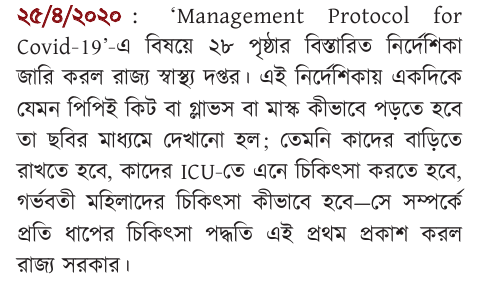 ২৫/৪/২০২০ : ‘Management Protocol for
Covid-19’-এ বিষয়ে ২৮ পৃষ্ঠার বিস্তারিত নির্দেশিকা
জারি করল রাজ্য স্বাস্থ্য দপ্তর। এই নির্দেশিকায় একদিকে
যেমন পিপিই কিট বা গ্লাভস বা মাস্ক কীভাবে পড়তে হবে
তা ছবির মাধ্যমে দেখানো হল; তেমনি কাদের বাড়িতে
রাখতে হবে, কাদের ICU-তে এনে চিকিৎসা করতে হবে,
গর্ভবতী মহিলাদের চিকিৎসা কীভাবে হবে—সে সম্পর্কে
প্রতি ধাপের চিকিৎসা পদ্ধতি এই প্রথম প্রকাশ করল
রাজ্য সরকার।